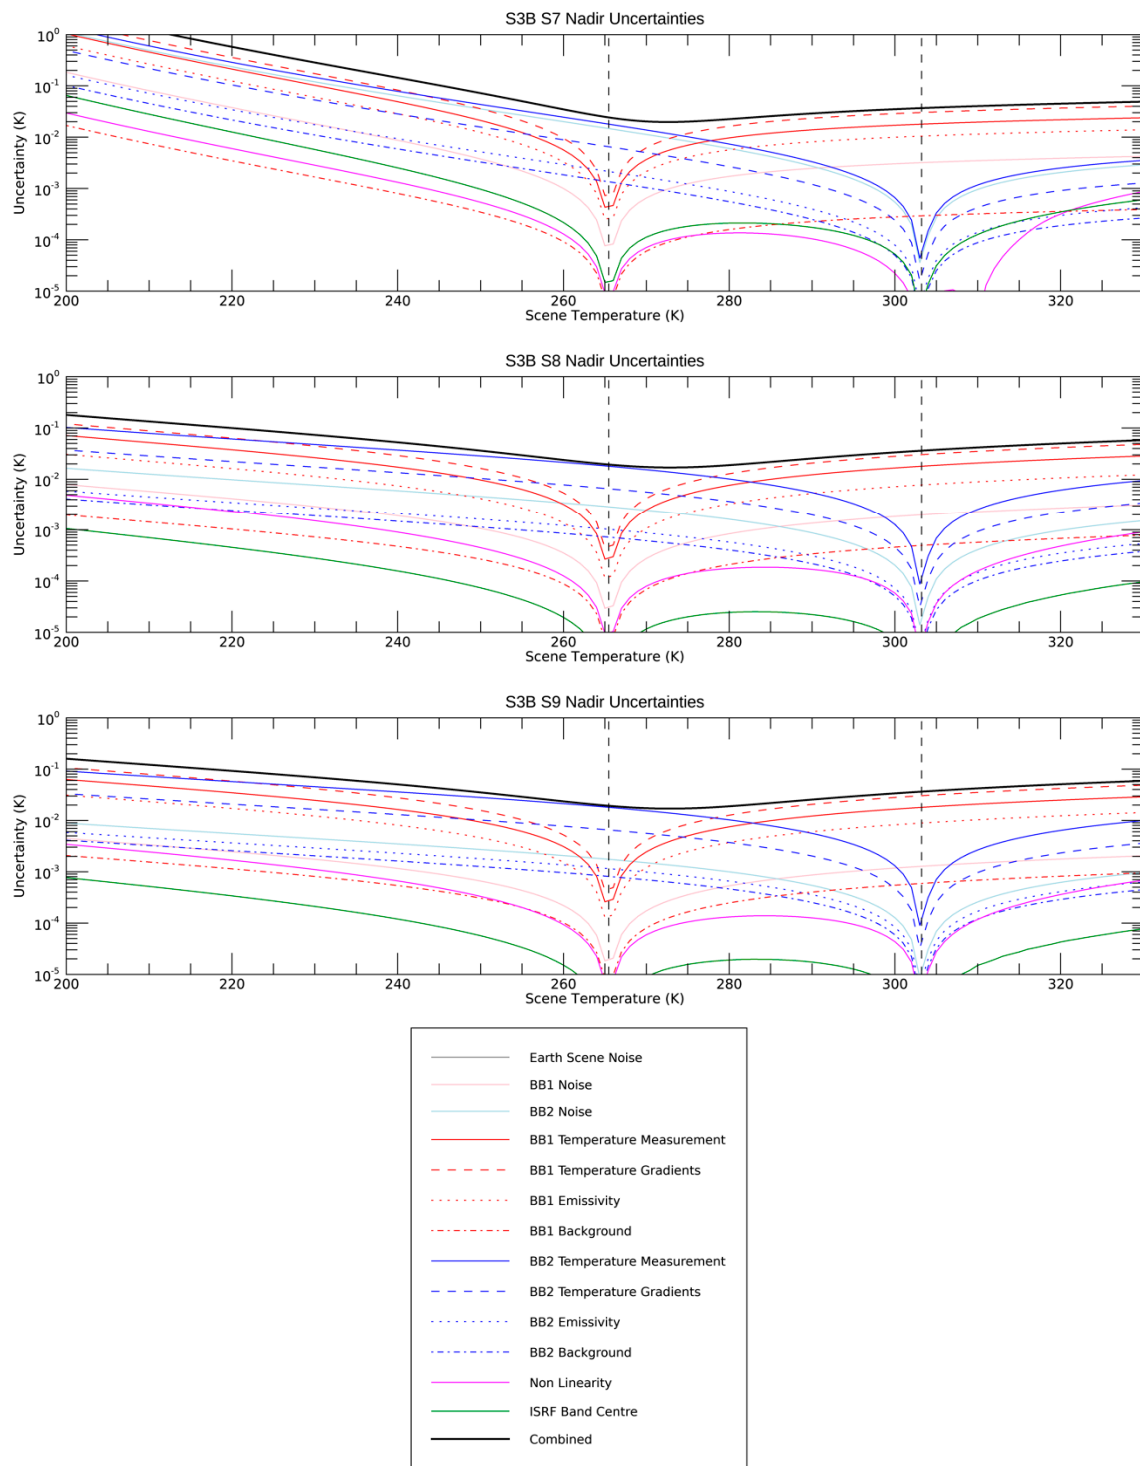 S3B S7 Nadir Uncertainties
10⁰
10⁻¹
10⁻²
10⁻³
10⁻⁴
10⁻⁵
Uncertainty (K)
200 220 240 260 280 300 320
Scene Temperature (K)
S3B S8 Nadir Uncertainties
10⁰
10⁻¹
10⁻²
10⁻³
10⁻⁴
10⁻⁵
Uncertainty (K)
200 220 240 260 280 300 320
Scene Temperature (K)
S3B S9 Nadir Uncertainties
10⁰
10⁻¹
10⁻²
10⁻³
10⁻⁴
10⁻⁵
Uncertainty (K)
200 220 240 260 280 300 320
Scene Temperature (K)
Earth Scene Noise
BB1 Noise
BB2 Noise
BB1 Temperature Measurement
BB1 Temperature Gradients
BB1 Emissivity
BB1 Background
BB2 Temperature Measurement
BB2 Temperature Gradients
BB2 Emissivity
BB2 Background
Non Linearity
ISRF Band Centre
Combined